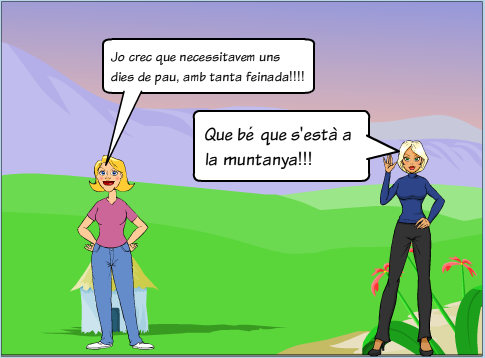 Jo crec que necessitavem uns
dies de pau, amb tanta feinada!!!!
Que bé que s'està a
la muntanya!!!